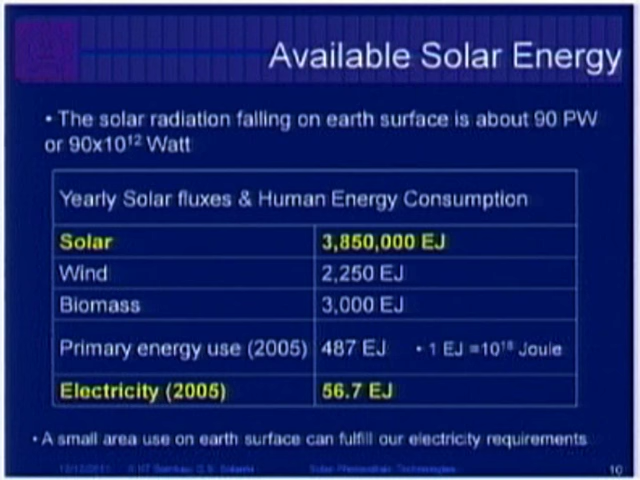 Available Solar Energy
• The solar radiation falling on earth surface is about 90 PW
or 90x10¹² Watt
Yearly Solar fluxes & Human Energy Consumption
Solar 3,850,000 EJ
Wind 2,250 EJ
Biomass 3,000 EJ
Primary energy use (2005) 487 EJ • 1 EJ =10¹⁸ Joule
Electricity (2005) 56.7 EJ
• A small area use on earth surface can fulfill our electricity requirements
10